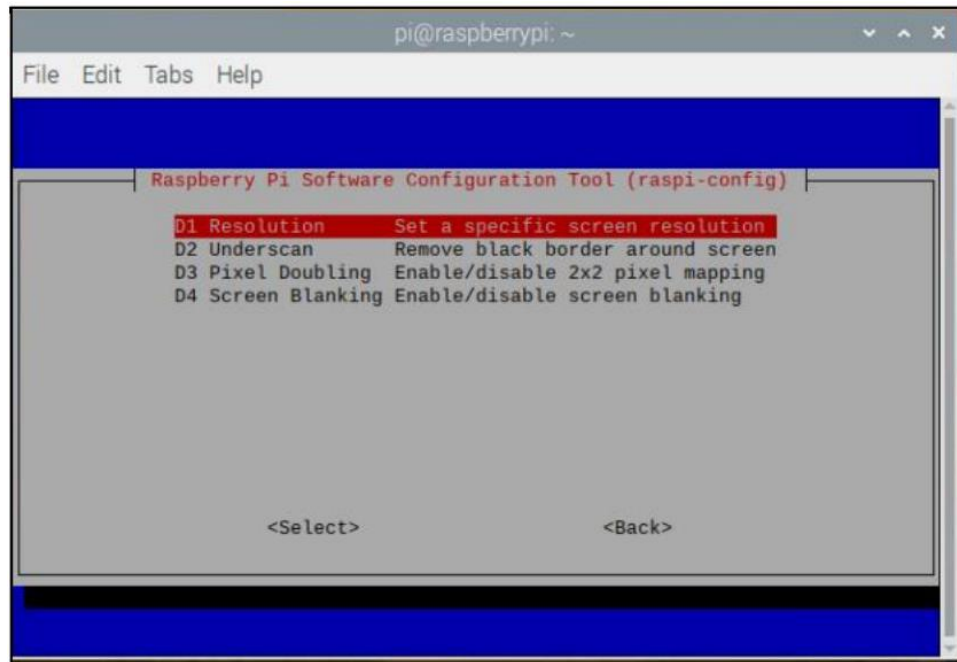 pi@raspberrypi: ~
File Edit Tabs Help
Raspberry Pi Software Configuration Tool (raspi-config)
D1 Resolution Set a specific screen resolution
D2 Underscan Remove black border around screen
D3 Pixel Doubling Enable/disable 2x2 pixel mapping
D4 Screen Blanking Enable/disable screen blanking
<Select> <Back>